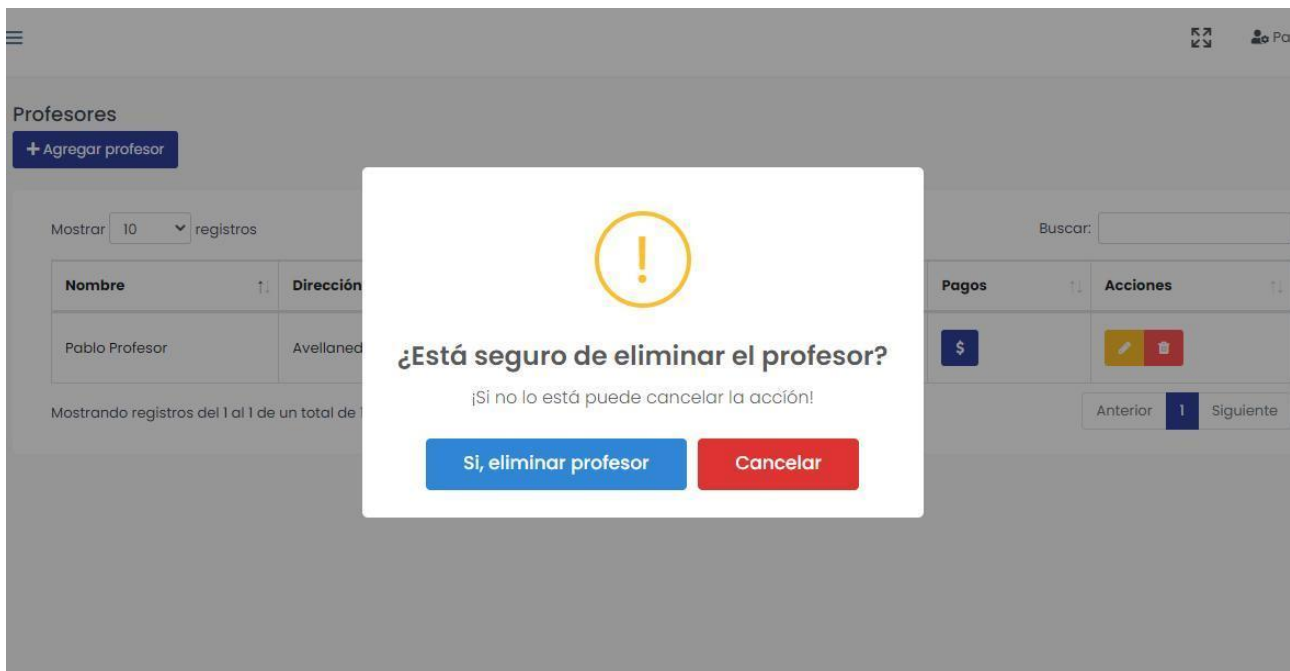 Pa
Profesores
+ Agregar profesor
Mostrar 10 registros
Buscar:
Nombre Dirección Pagos Acciones
Pablo Profesor Avellaned $
!
¿Está seguro de eliminar el profesor?
¡Si no lo está puede cancelar la acción!
Si, eliminar profesor Cancelar
Mostrando registros del 1 al 1 de un total de 1
Anterior 1 Siguiente